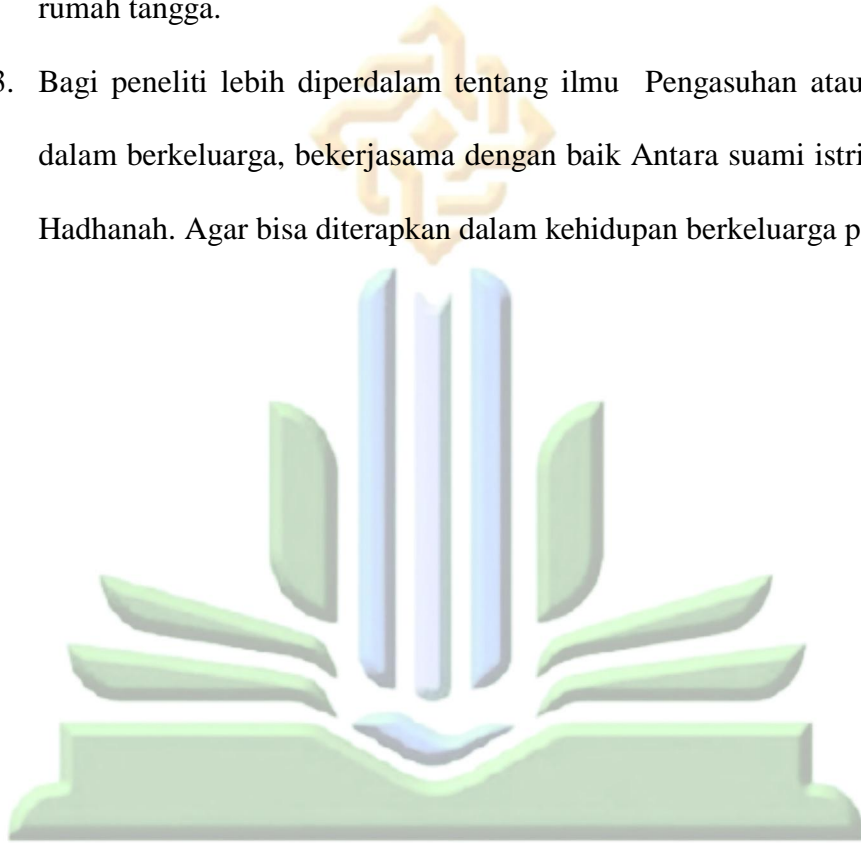 rumah tangga.
3. Bagi peneliti lebih diperdalam tentang ilmu Pengasuhan atau
dalam berkeluarga, bekerjasama dengan baik Antara suami istri
Hadhanah. Agar bisa diterapkan dalam kehidupan berkeluarga p